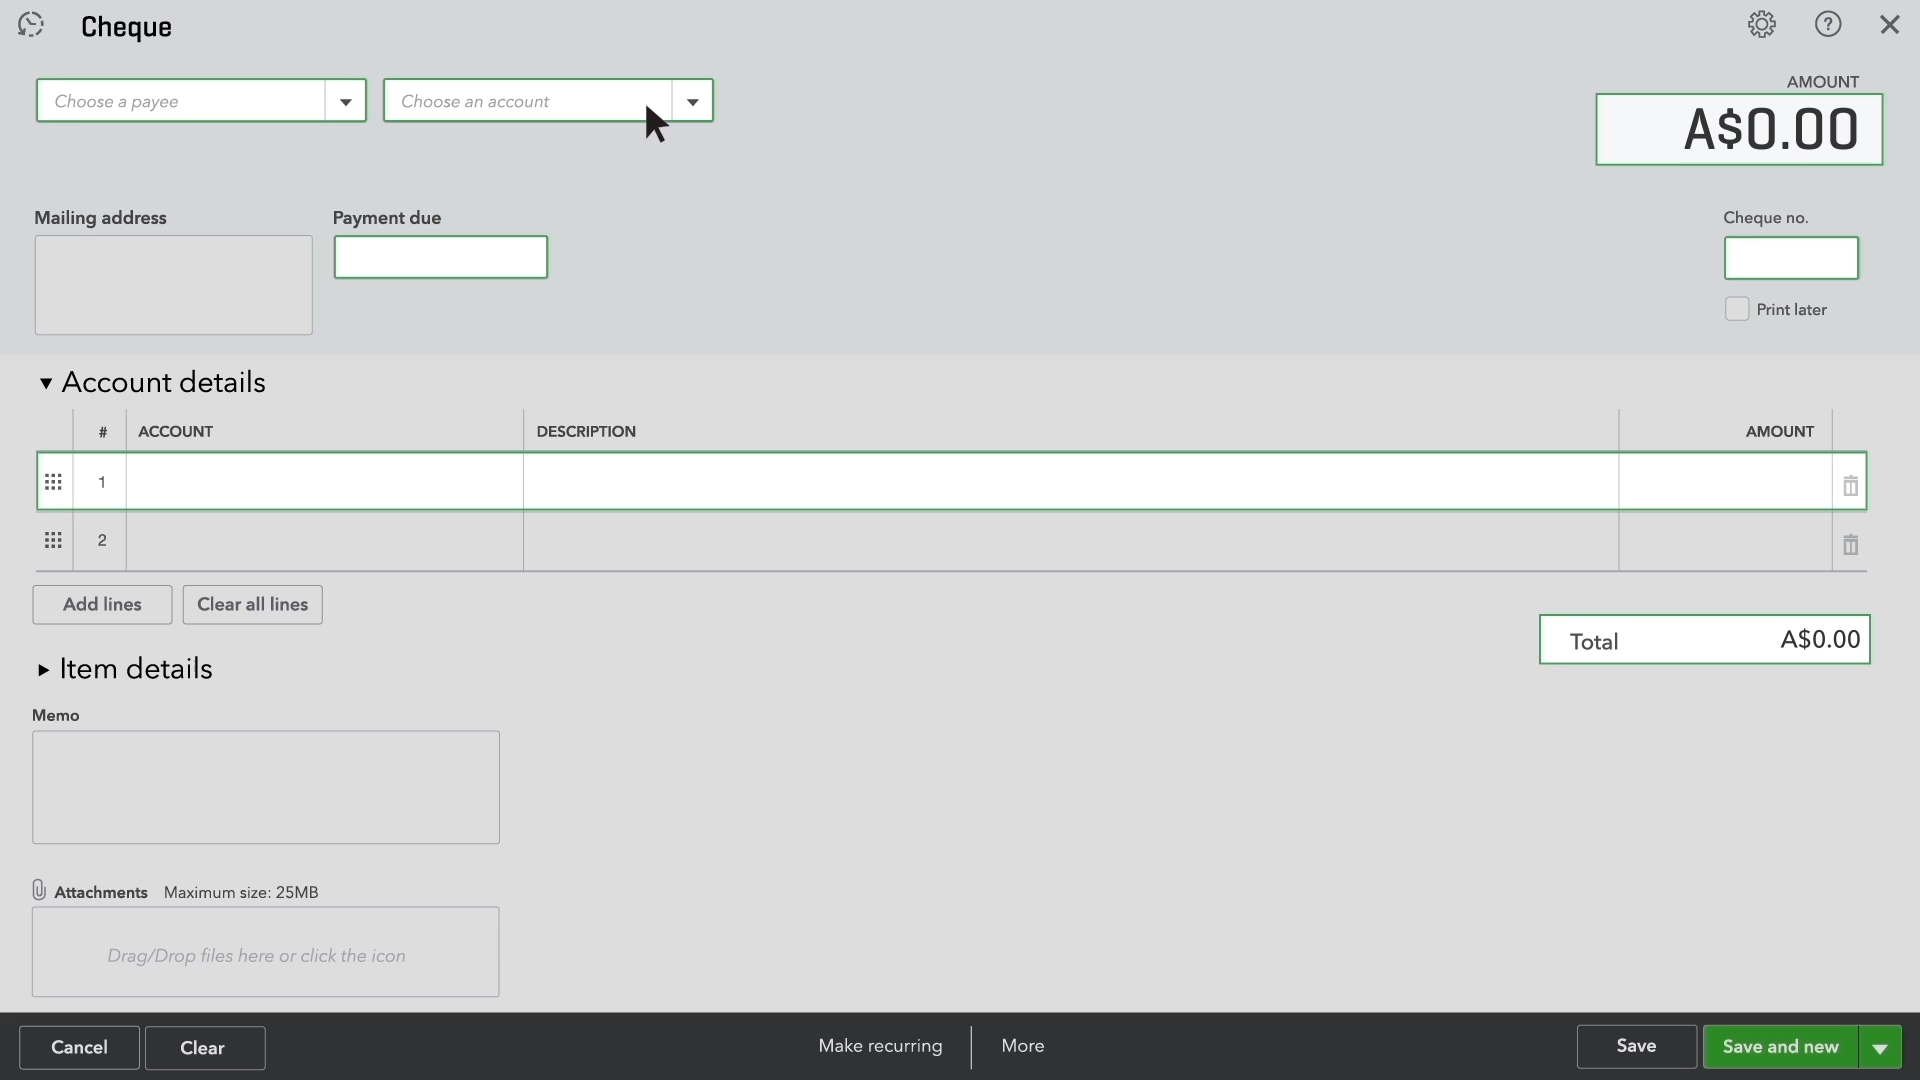 Cheque
Choose a payee
Choose an account
AMOUNT
A$0.00
Mailing address
Payment due
Cheque no.
Print later
Account details
# ACCOUNT DESCRIPTION AMOUNT
1
2
Add lines
Clear all lines
Total A$0.00
Item details
Memo
Attachments Maximum size: 25MB
Drag/Drop files here or click the icon
Cancel
Clear
Make recurring
More
Save
Save and new